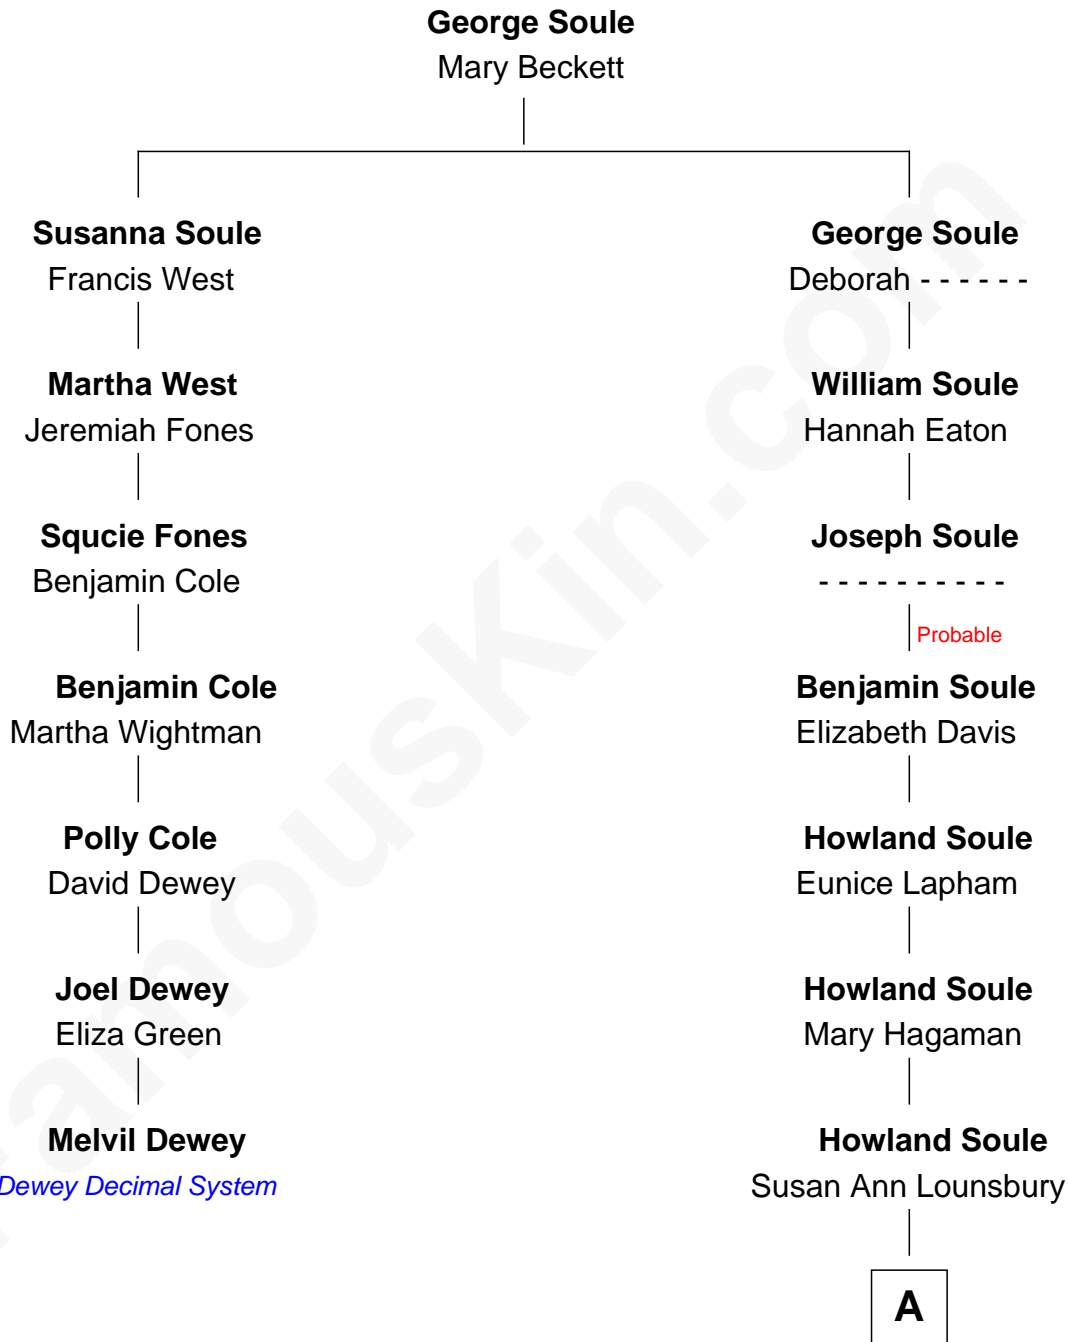 George Soule
Mary Beckett
Susanna Soule
Francis West
George Soule
Deborah - - - - - -
Martha West
Jeremiah Fones
William Soule
Hannah Eaton
Squcie Fones
Benjamin Cole
Joseph Soule
- - - - - - - - - -
Probable
Benjamin Cole
Martha Wightman
Benjamin Soule
Elizabeth Davis
Polly Cole
David Dewey
Howland Soule
Eunice Lapham
Joel Dewey
Eliza Green
Howland Soule
Mary Hagaman
Melvil Dewey
Dewey Decimal System
Howland Soule
Susan Ann Lounsbury
A
FamousKin.com